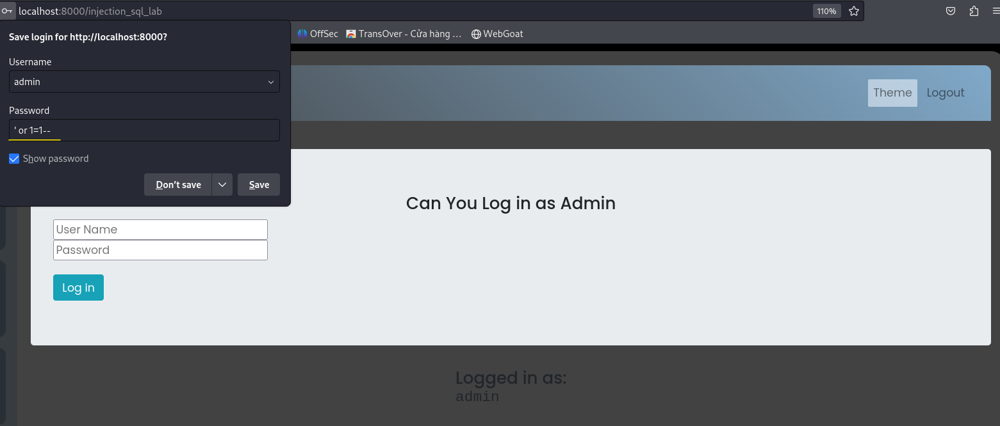 localhost:8000/injection_sql_lab
110%
Save login for http://localhost:8000?
OffSec
TransOver - Cửa hàng ...
WebGoat
Username
admin
Password
' or 1=1--
Show password
Don't save
Save
Theme
Logout
Can You Log in as Admin
User Name
Password
Log in
Logged in as:
admin